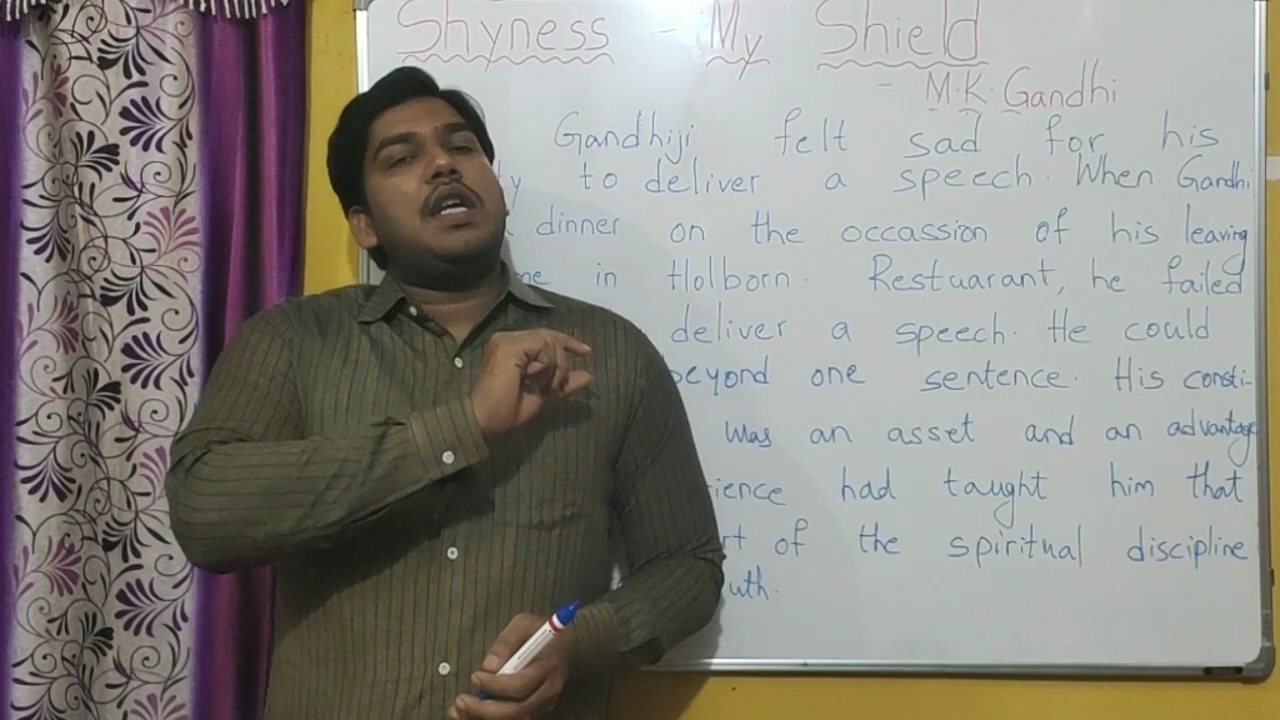 Shyness - My Shield
- M.K. Gandhi
Gandhiji felt sad for his
to deliver a speech. When Gandhi
dinner on the occassion of his leaving
in Holborn. Restuarant, he failed
deliver a speech. He could
beyond one sentence. His consti-
was an asset and an advantage
had taught him that
of the spiritual discipline